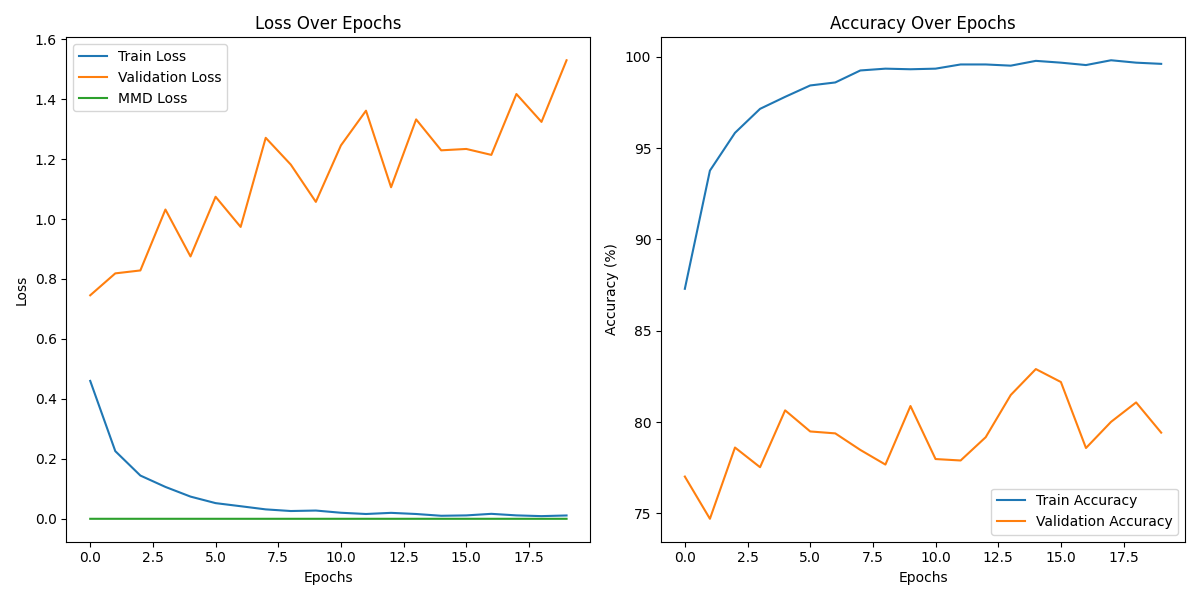 Loss Over Epochs
1.6
1.4
1.2
1.0
0.8
0.6
0.4
0.2
0.0
Loss
Train Loss
Validation Loss
MMD Loss
0.0 2.5 5.0 7.5 10.0 12.5 15.0 17.5
Epochs
Accuracy Over Epochs
100
95
90
85
80
75
Accuracy (%)
Train Accuracy
Validation Accuracy
0.0 2.5 5.0 7.5 10.0 12.5 15.0 17.5
Epochs